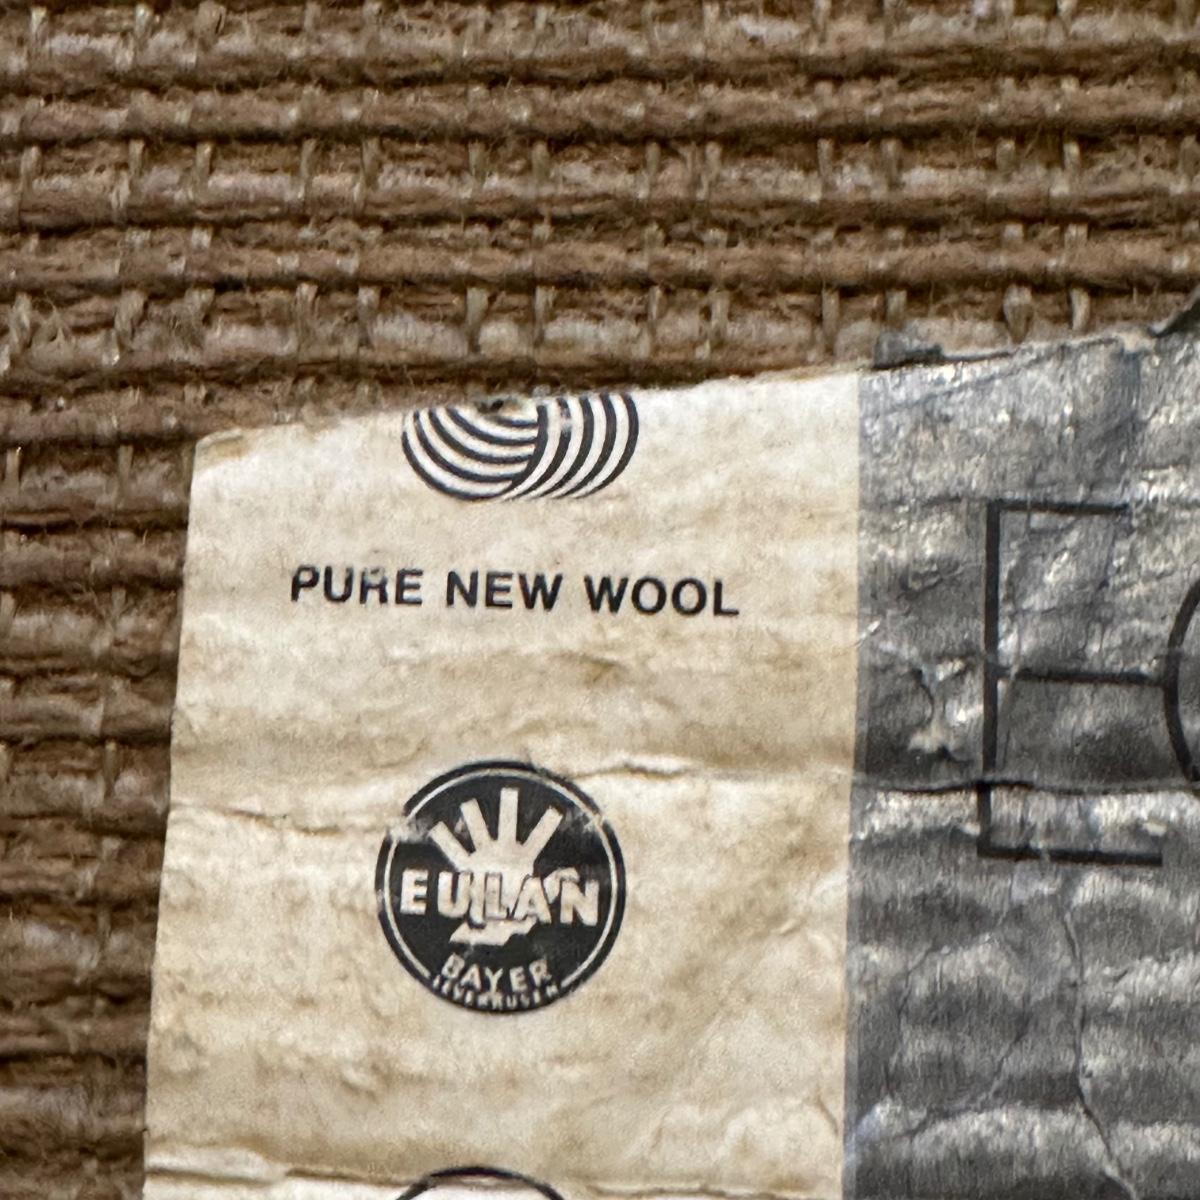 PURE NEW WOOL
EULAN
BAYER
LEVERKUSEN
E